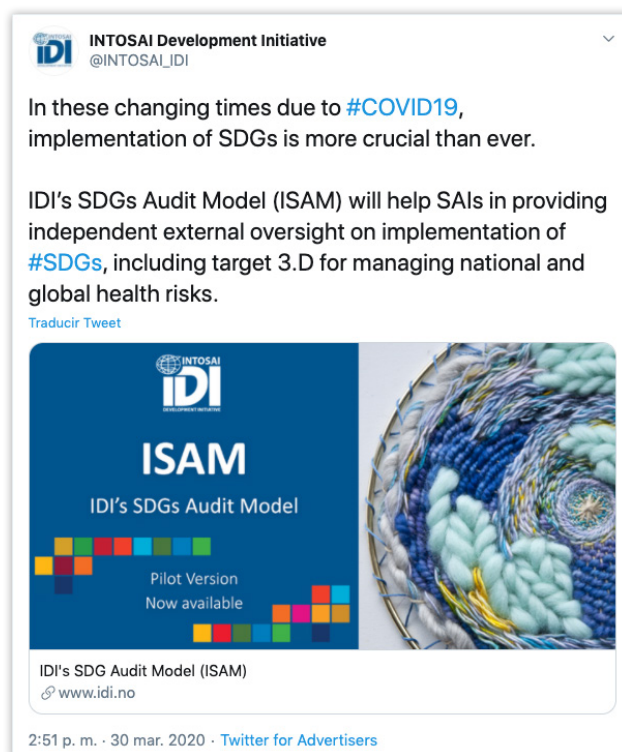 INTOSAI Development Initiative
@INTOSAI_IDI
In these changing times due to #COVID19,
implementation of SDGs is more crucial than ever.
IDI's SDGs Audit Model (ISAM) will help SAIs in providing
independent external oversight on implementation of
#SDGs, including target 3.D for managing national and
global health risks.
Traducir Tweet
INTOSAI
IDI
DEVELOPMENT INITIATIVE
ISAM
IDI's SDGs Audit Model
Pilot Version
Now available
IDI's SDG Audit Model (ISAM)
www.idi.no
2:51 p. m. · 30 mar. 2020 · Twitter for Advertisers